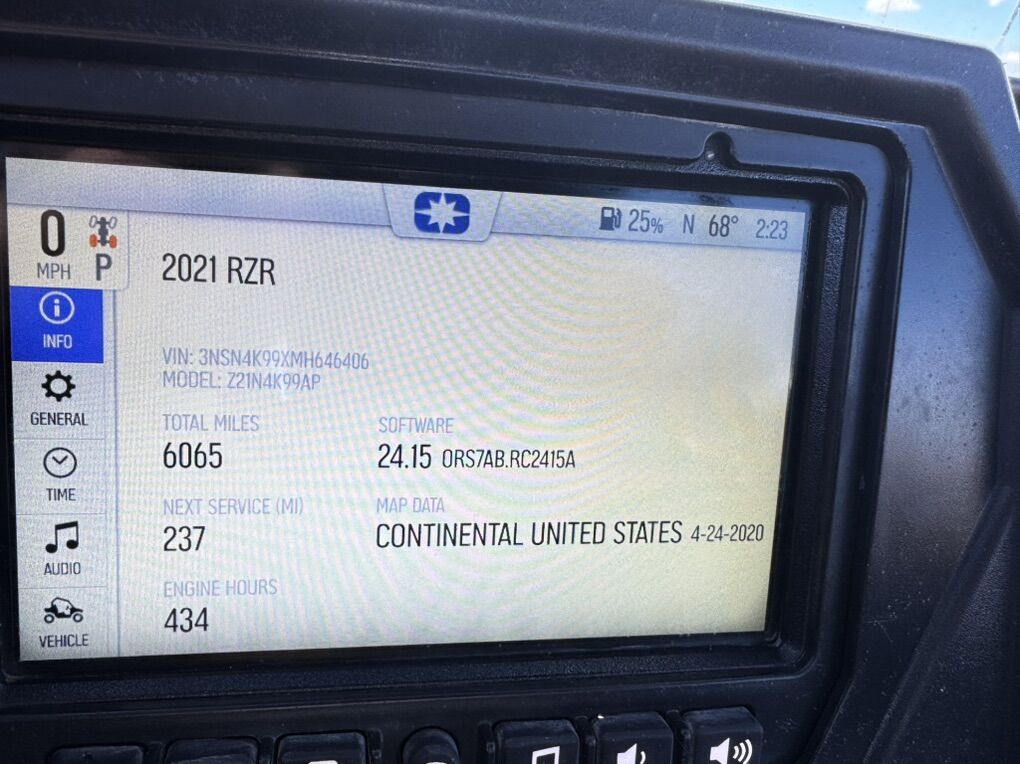 25% N 68° 2:23
0
MPH P
2021 RZR
INFO
VIN: 3NSN4K99XMH646406
MODEL: Z21N4K99AP
GENERAL
TOTAL MILES SOFTWARE
6065 24.15 0RS7AB.RC2415A
TIME
NEXT SERVICE (MI) MAP DATA
237 CONTINENTAL UNITED STATES 4-24-2020
AUDIO
ENGINE HOURS
434
VEHICLE